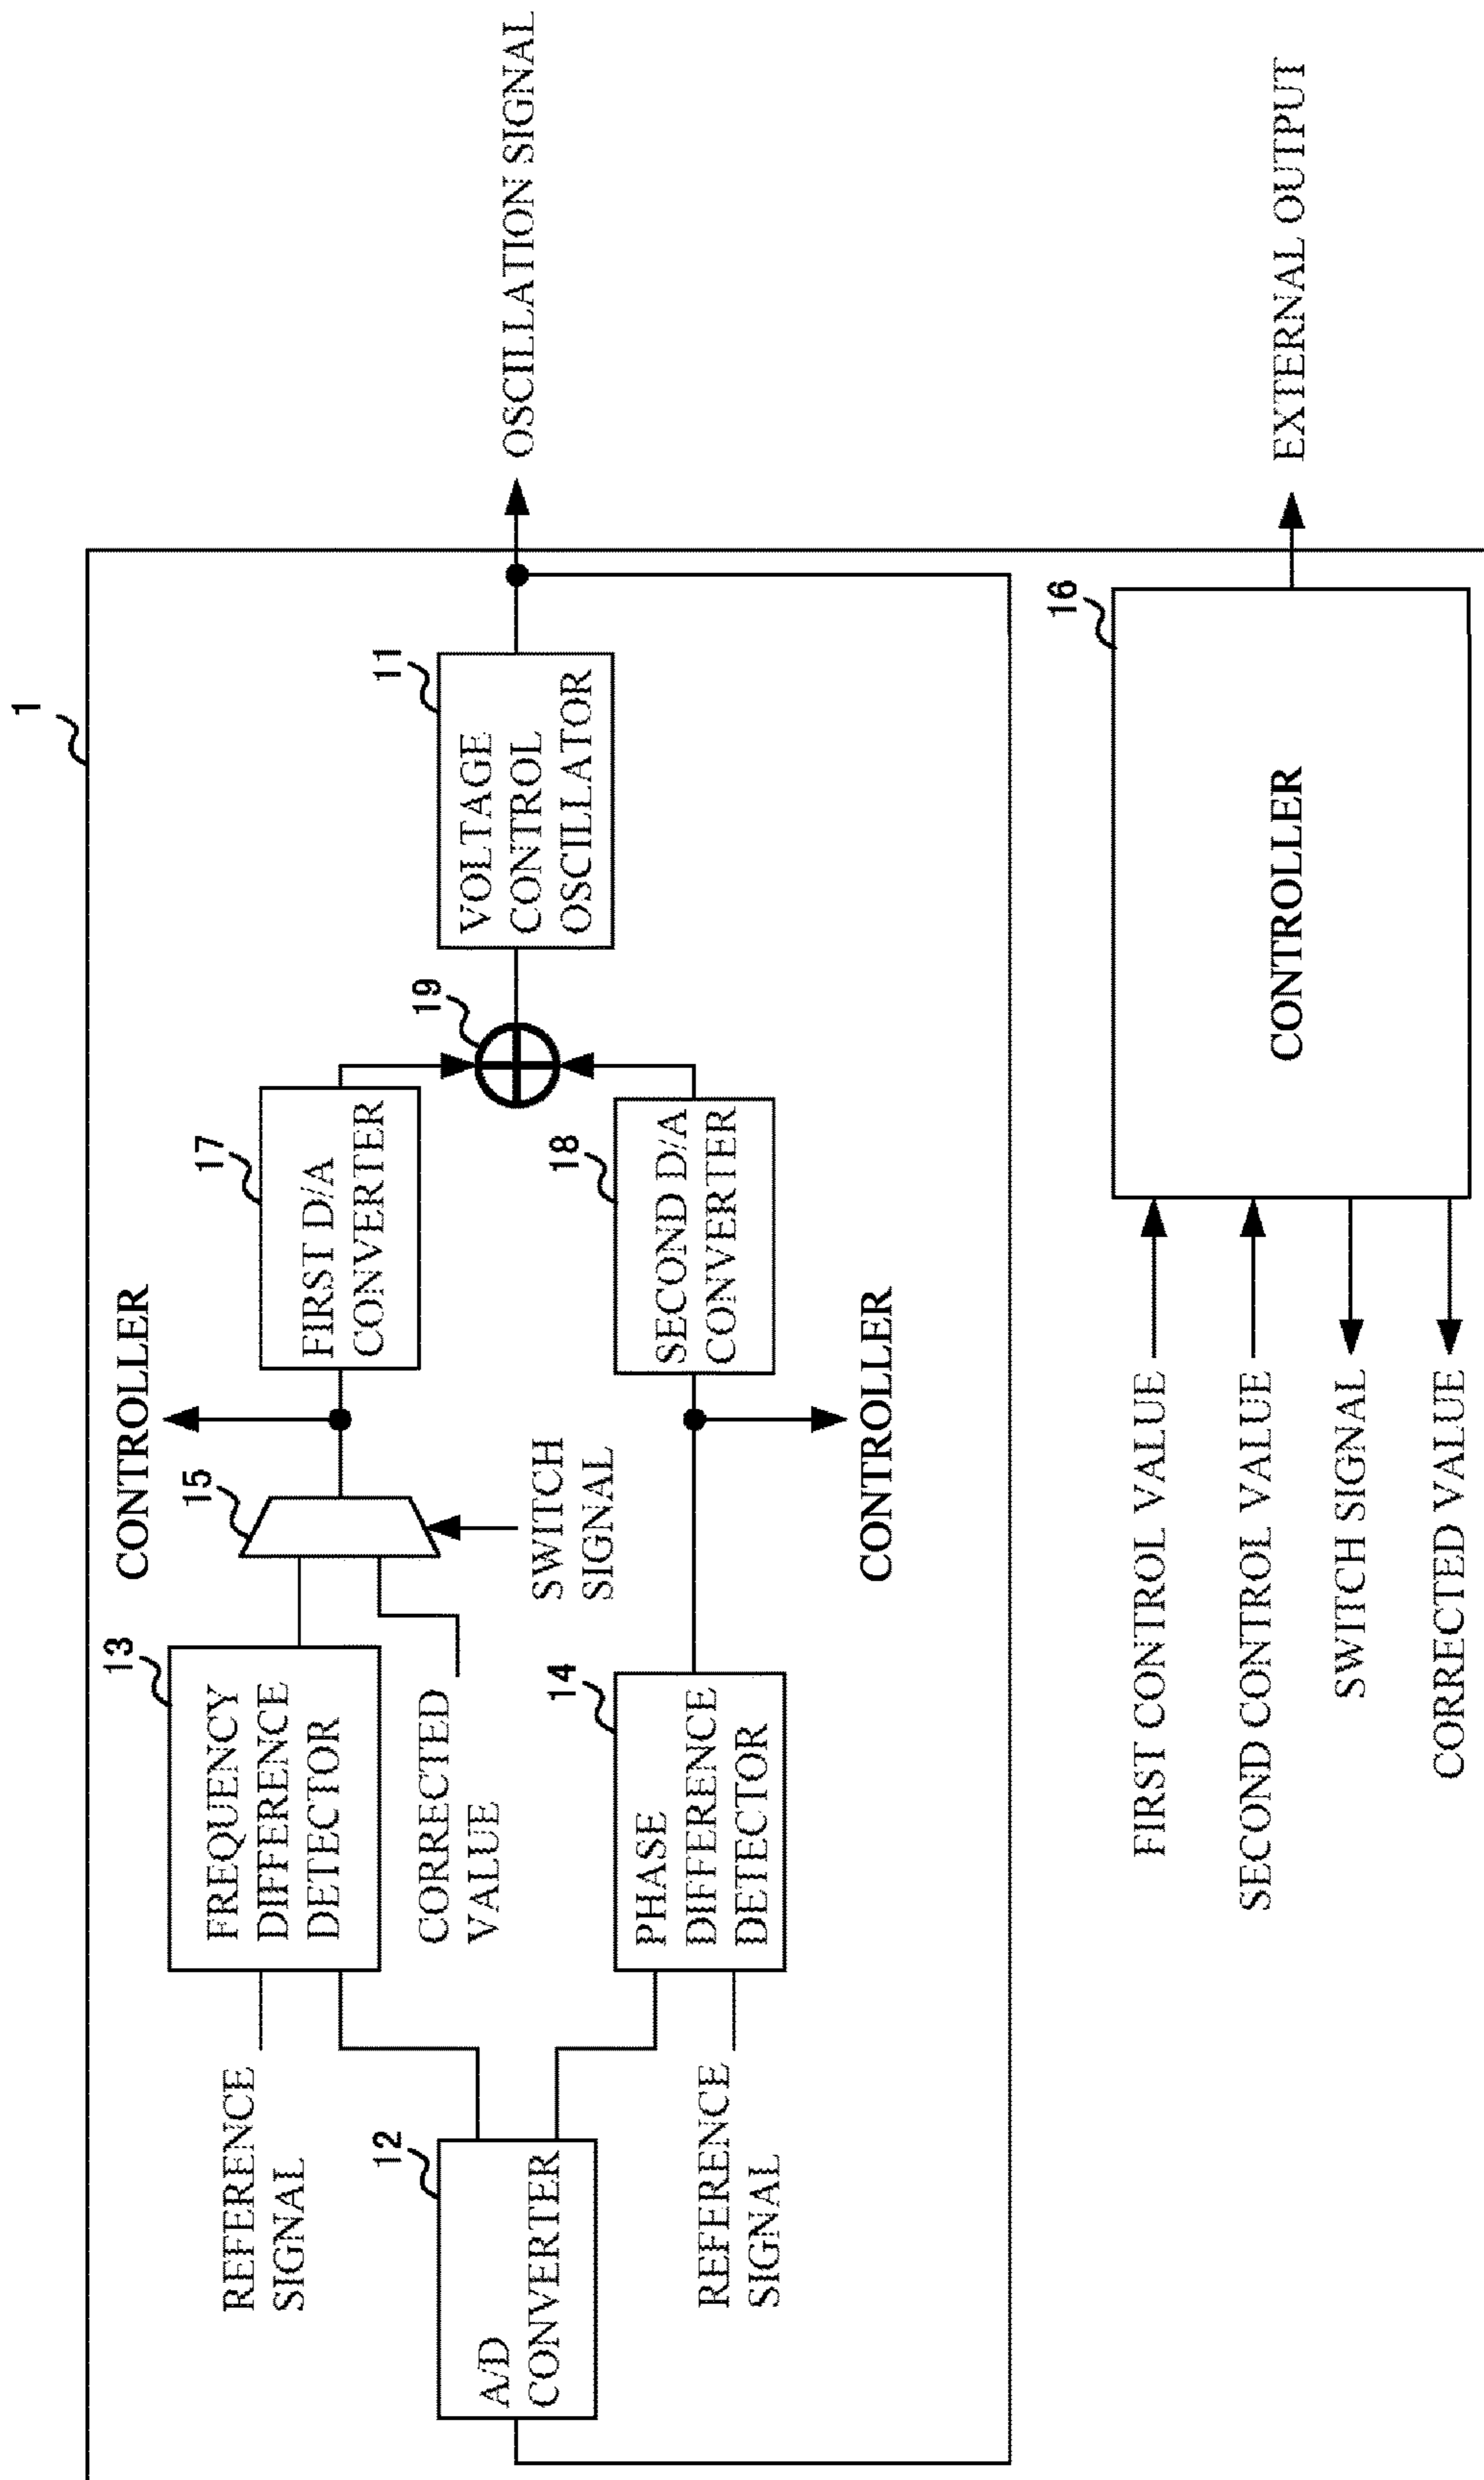 1
REFERENCE
SIGNAL
13
FREQUENCY
DIFFERENCE
DETECTOR
15
CONTROLLER
17
FIRST D/A
CONVERTER
12
A/D
CONVERTER
CORRECTED
VALUE
SWITCH
SIGNAL
19
11
VOLTAGE
CONTROL
OSCILLATOR
OSCILLATION SIGNAL
REFERENCE
SIGNAL
14
PHASE
DIFFERENCE
DETECTOR
18
SECOND D/A
CONVERTER
CONTROLLER
16
FIRST CONTROL VALUE
SECOND CONTROL VALUE
SWITCH SIGNAL
CORRECTED VALUE
CONTROLLER
EXTERNAL OUTPUT